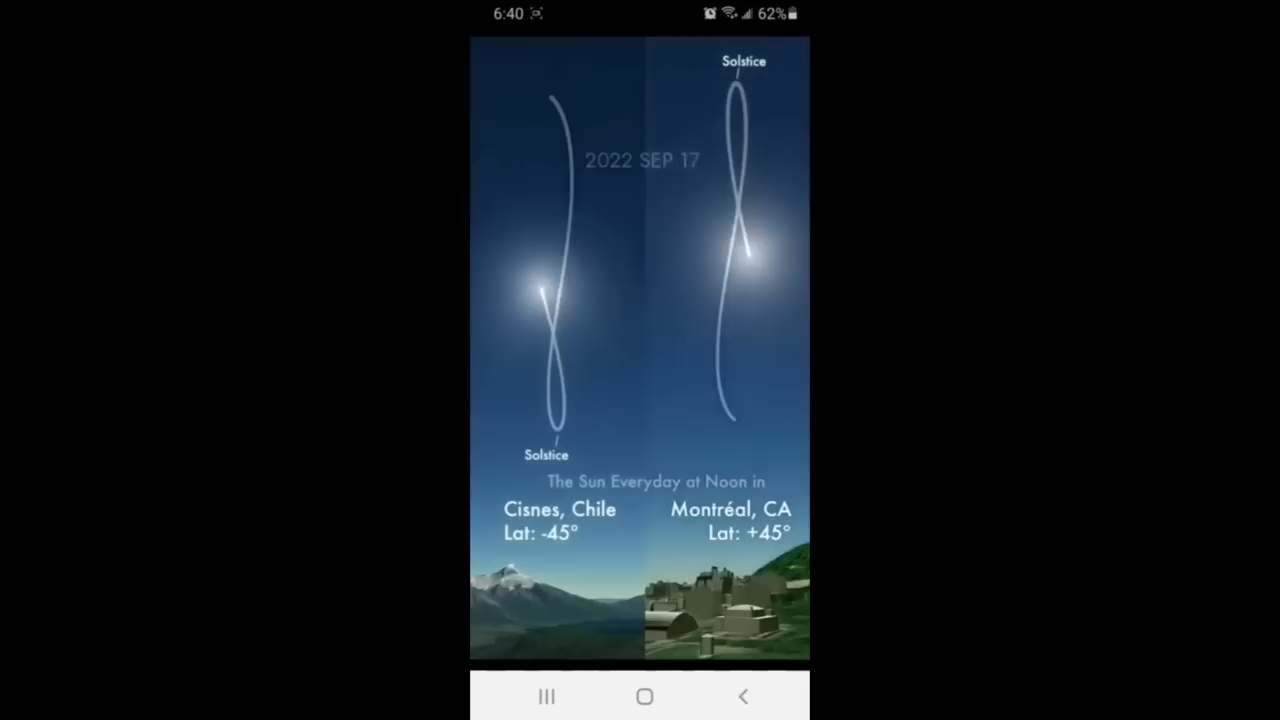 6:40
62%
Solstice
2022 SEP 17
Solstice
The Sun Everyday at Noon in
Cisnes, Chile
Lat: -45°
Montréal, CA
Lat: +45°